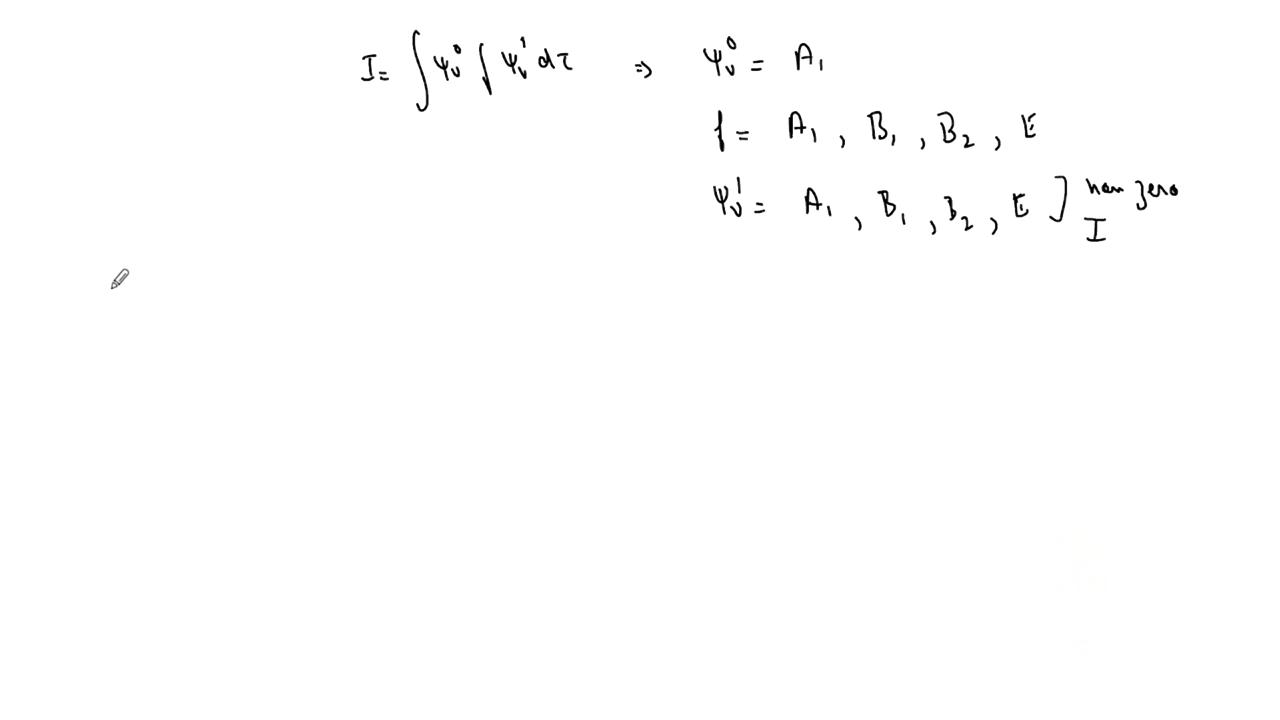 I = ∫ψᵥ⁰ ∫ ψᵥ¹ dτ ⇒ ψᵥ⁰ = A₁
f = A₁ , B₁ , B₂ , E
ψᵥ¹ = A₁ , B₁ , B₂ , E ] non zero
I